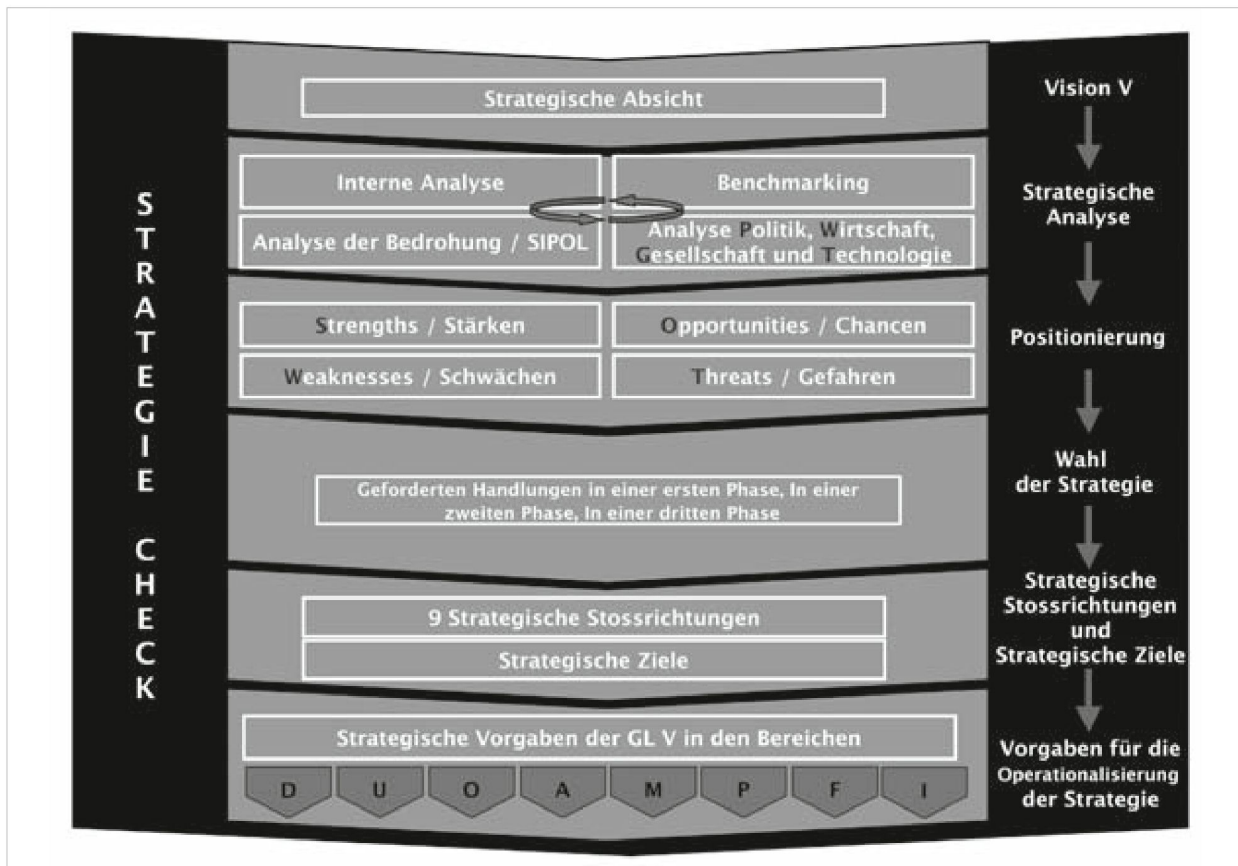 STRATEGIE CHECK
Strategische Absicht
Vision V
Interne Analyse
Benchmarking
Analyse der Bedrohung / SIPOL
Analyse Politik, Wirtschaft,
Gesellschaft und Technologie
Strategische
Analyse
Strengths / Stärken
Opportunities / Chancen
Weaknesses / Schwächen
Threats / Gefahren
Positionierung
Geforderten Handlungen in einer ersten Phase, In einer
zweiten Phase, In einer dritten Phase
Wahl
der Strategie
9 Strategische Stossrichtungen
Strategische Ziele
Strategische
Stossrichtungen
und
Strategische Ziele
Strategische Vorgaben der GL V in den Bereichen
D U O A M P F I
Vorgaben für die
Operationalisierung
der Strategie